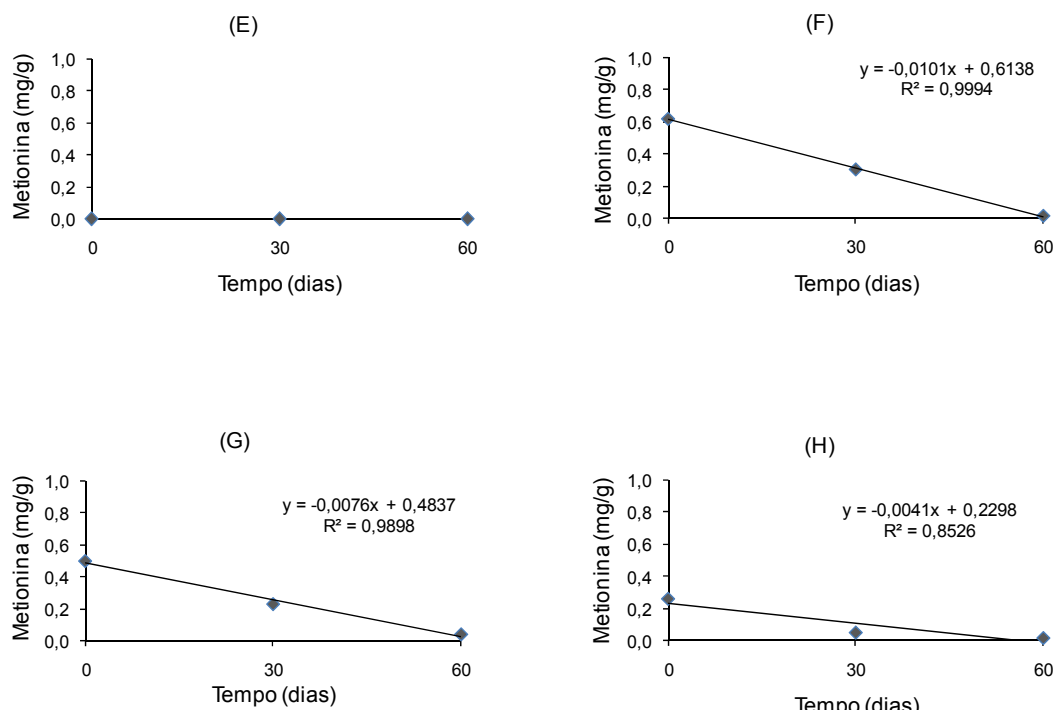 (E)
Metionina (mg/g)
1,0
0,8
0,6
0,4
0,2
0,0
0 30 60
Tempo (dias)
(F)
Metionina (mg/g)
1,0
0,8
0,6
0,4
0,2
0,0
y = -0,0101x + 0,6138
R² = 0,9994
0 30 60
Tempo (dias)
(G)
Metionina (mg/g)
1,0
0,8
0,6
0,4
0,2
0,0
y = -0,0076x + 0,4837
R² = 0,9898
0 30 60
Tempo (dias)
(H)
Metionina (mg/g)
1,0
0,8
0,6
0,4
0,2
0,0
y = -0,0041x + 0,2298
R² = 0,8526
0 30 60
Tempo (dias)